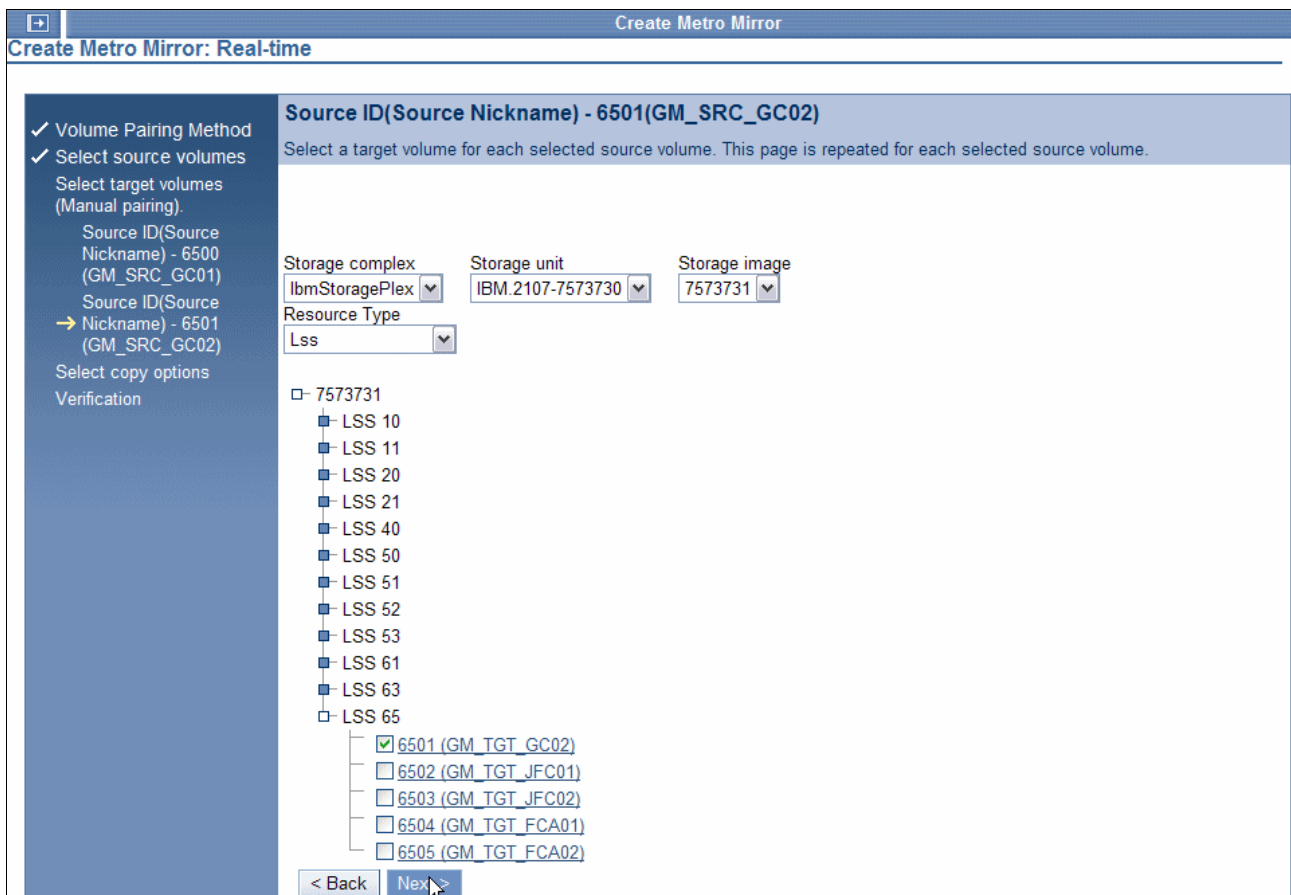 Create Metro Mirror
Create Metro Mirror: Real-time
Volume Pairing Method
Select source volumes
Select target volumes
(Manual pairing).
Source ID(Source
Nickname) - 6500
(GM_SRC_GC01)
Source ID(Source
Nickname) - 6501
(GM_SRC_GC02)
Select copy options
Verification
Source ID(Source Nickname) - 6501(GM_SRC_GC02)
Select a target volume for each selected source volume. This page is repeated for each selected source volume.
Storage complex Storage unit Storage image
IbmStoragePlex IBM.2107-7573730 7573731
Resource Type
Lss
7573731
LSS 10
LSS 11
LSS 20
LSS 21
LSS 40
LSS 50
LSS 51
LSS 52
LSS 53
LSS 61
LSS 63
LSS 65
6501 (GM_TGT_GC02)
6502 (GM_TGT_JFC01)
6503 (GM_TGT_JFC02)
6504 (GM_TGT_FCA01)
6505 (GM_TGT_FCA02)
< Back Next >